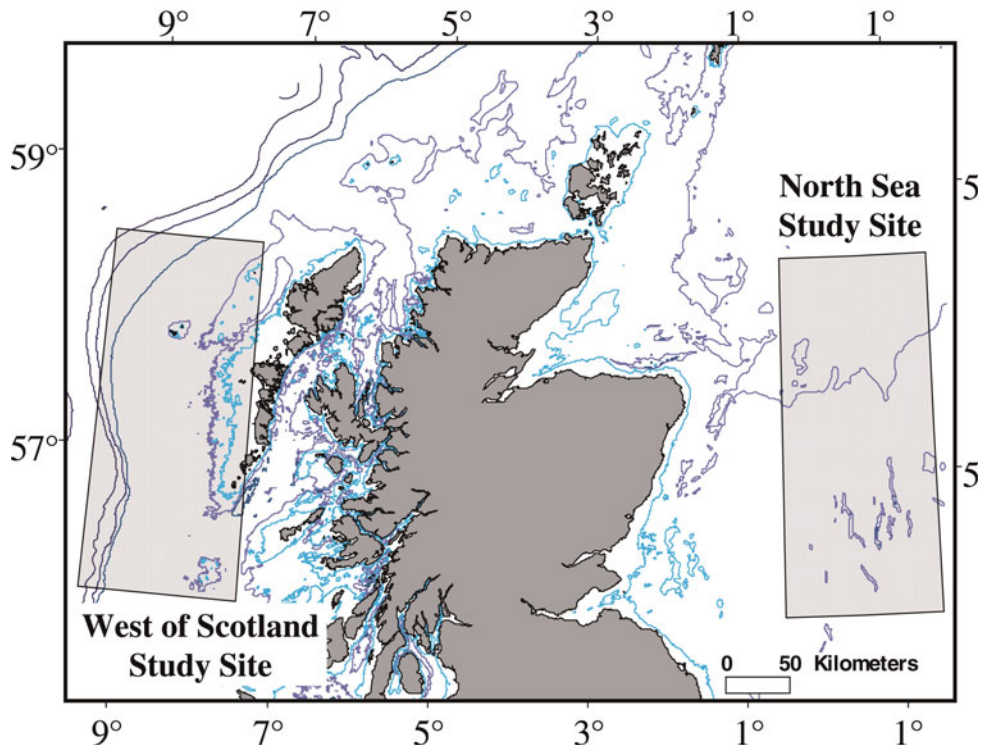 9° 7° 5° 3° 1° 1°
59°
5
North Sea
Study Site
57°
5
West of Scotland
Study Site
0 50 Kilometers
9° 7° 5° 3° 1° 1°